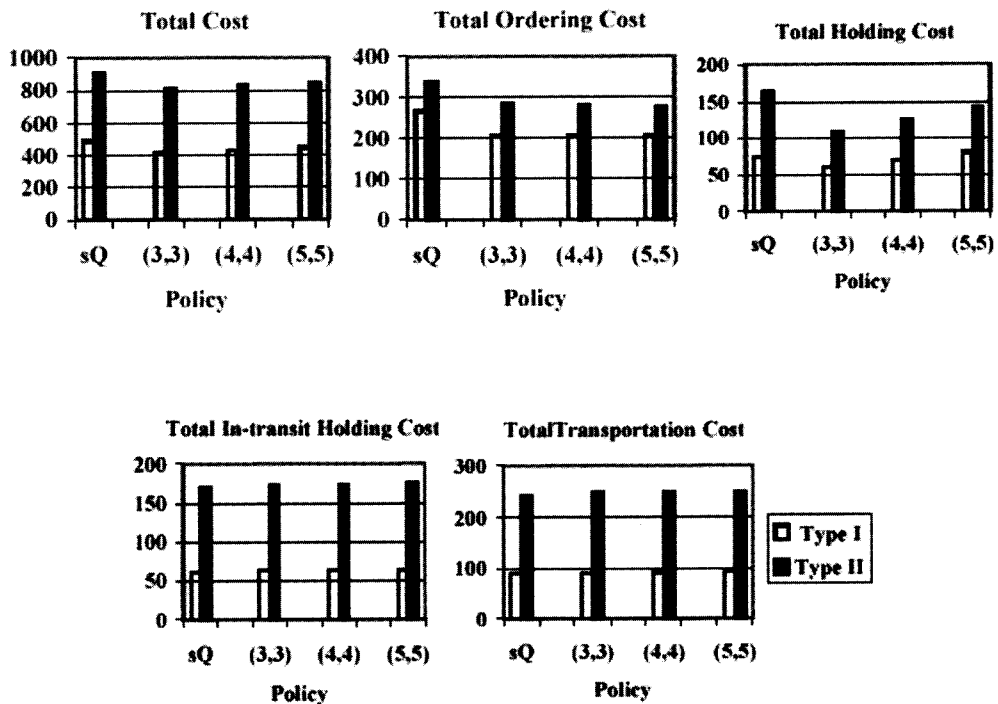 Total Cost
1000
800
600
400
200
0
sQ (3,3) (4,4) (5,5)
Policy
Total Ordering Cost
400
300
200
100
0
sQ (3,3) (4,4) (5,5)
Policy
Total Holding Cost
200
150
100
50
0
sQ (3,3) (4,4) (5,5)
Policy
Total In-transit Holding Cost
200
150
100
50
0
sQ (3,3) (4,4) (5,5)
Policy
TotalTransportation Cost
300
200
100
0
sQ (3,3) (4,4) (5,5)
Policy
Type I
Type II